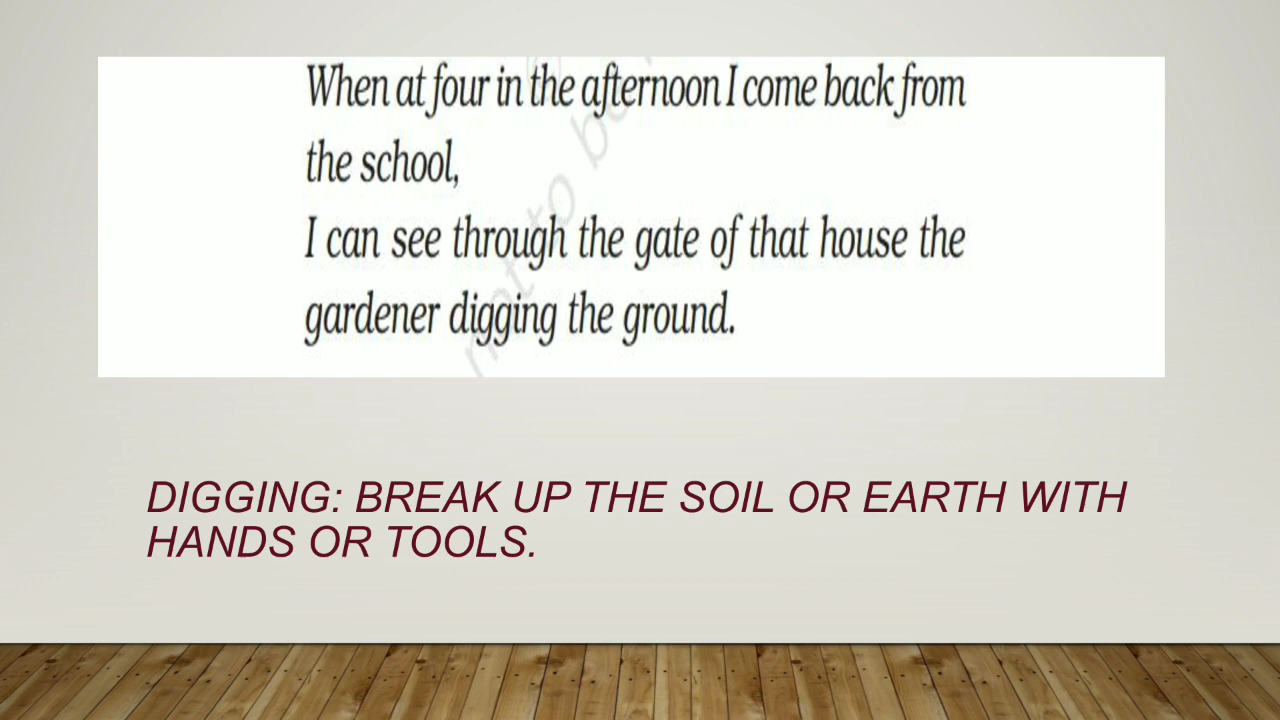 When at four in the afternoon I come back from
the school,
I can see through the gate of that house the
gardener digging the ground.
DIGGING: BREAK UP THE SOIL OR EARTH WITH
HANDS OR TOOLS.